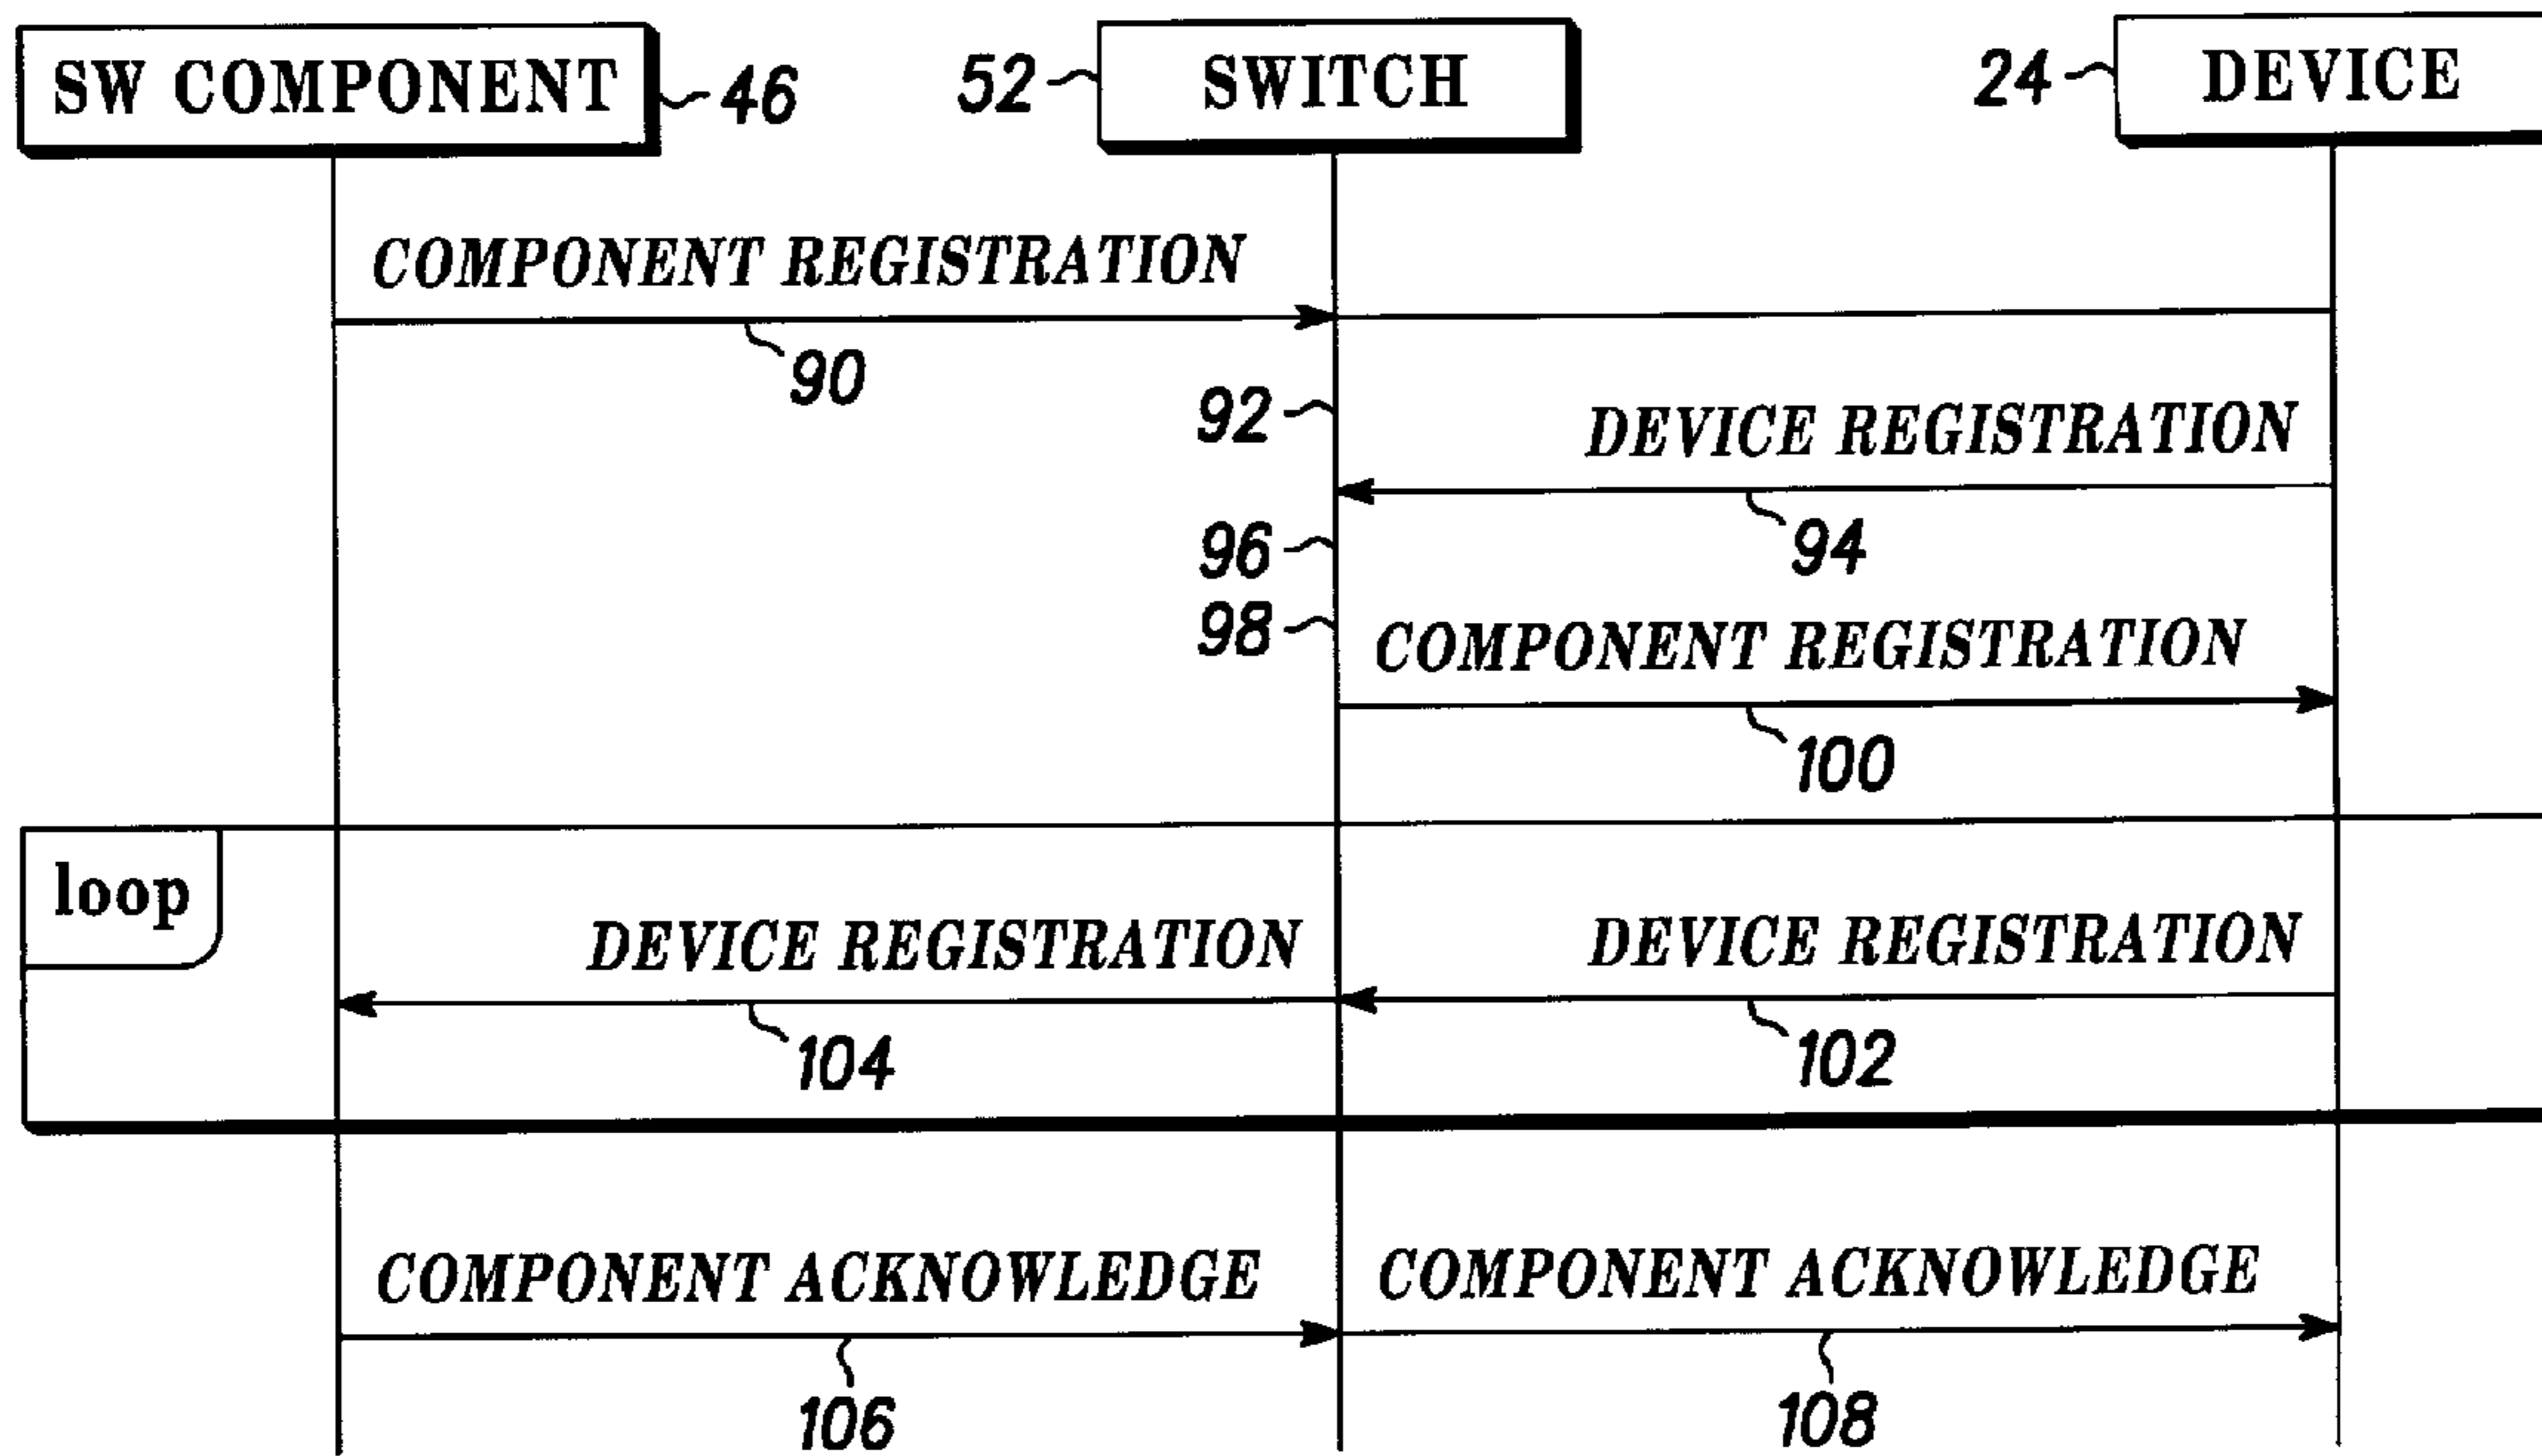 SW COMPONENT 46 52 SWITCH 24 DEVICE
COMPONENT REGISTRATION
90
92 DEVICE REGISTRATION
96 94
98 COMPONENT REGISTRATION
100
loop
DEVICE REGISTRATION DEVICE REGISTRATION
104 102
COMPONENT ACKNOWLEDGE COMPONENT ACKNOWLEDGE
106 108